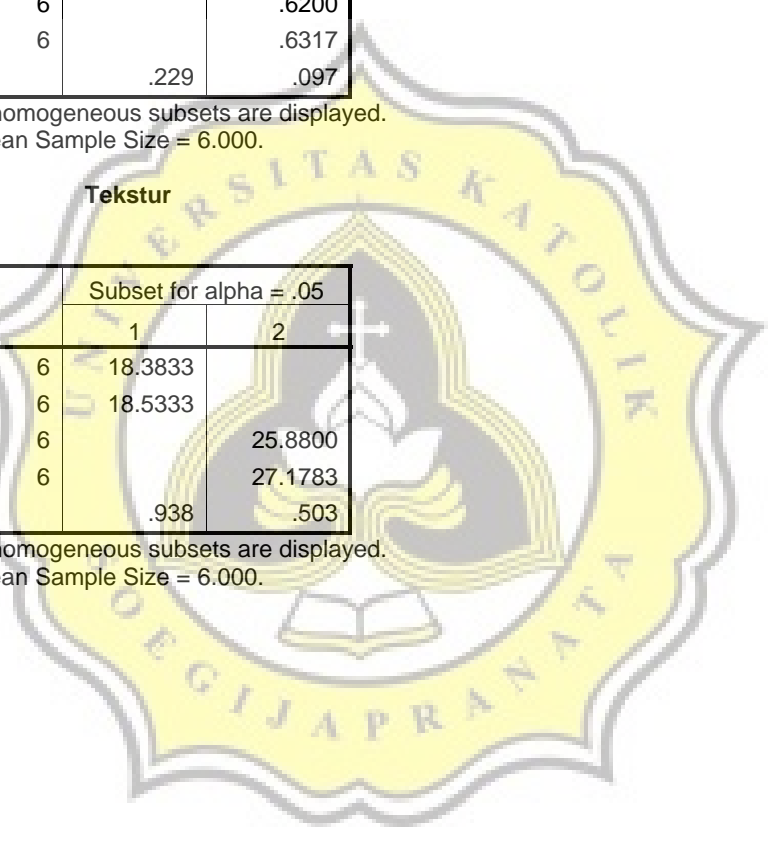 6 .6200
6 .6317
.229 .097
omogeneous subsets are displayed.
an Sample Size = 6.000.
Tekstur
Subset for alpha = .05
1 2
6 18.3833
6 18.5333
6 25.8800
6 27.1783
.938 .503
omogeneous subsets are displayed.
an Sample Size = 6.000.
UNIVERSITAS KATOLIK
SOEGIJAPRANATA